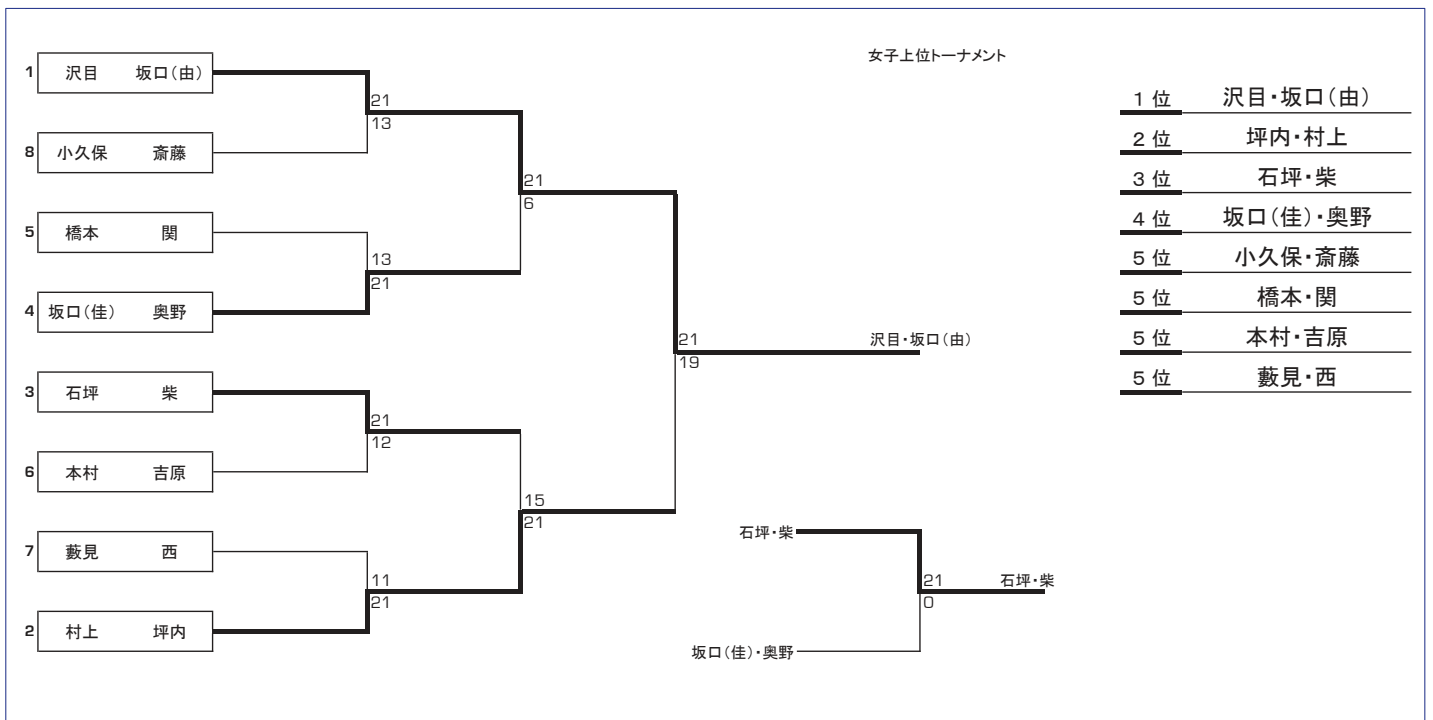 女子上位トーナメント
1 沢目 坂口(由)
21
13
8 小久保 斎藤
21
6
5 橋本 関
13
21
4 坂口(佳) 奥野
21
19
沢目・坂口(由)
3 石坪 柴
21
12
6 本村 吉原
15
21
7 藪見 西
11
21
2 村上 坪内
石坪・柴
21
0
石坪・柴
坂口(佳)・奥野
1 位 沢目・坂口(由)
2 位 坪内・村上
3 位 石坪・柴
4 位 坂口(佳)・奥野
5 位 小久保・斎藤
5 位 橋本・関
5 位 本村・吉原
5 位 藪見・西